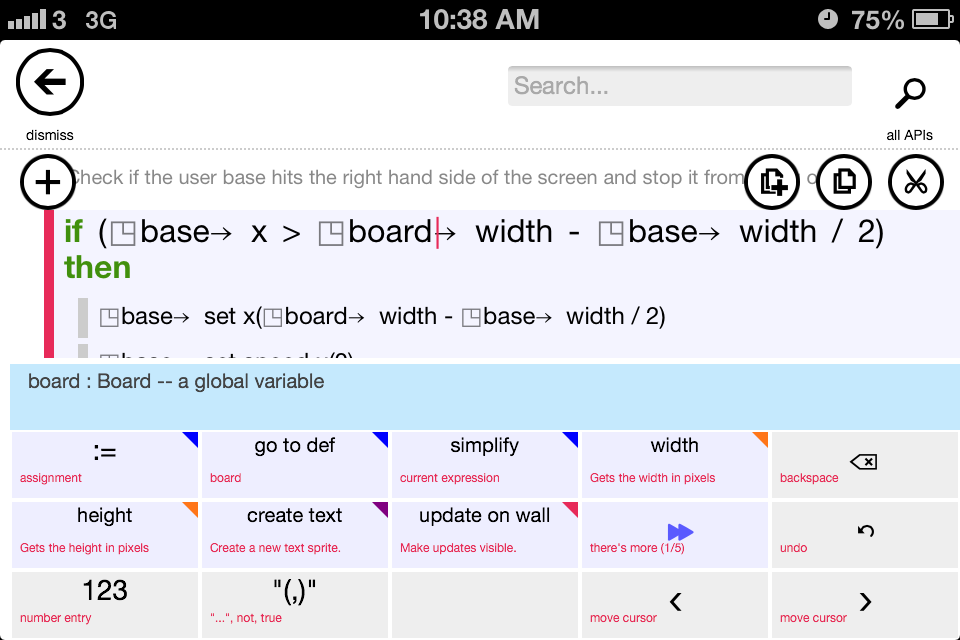 3 3G 10:38 AM 75%
Search...
dismiss
all APIs
Check if the user base hits the right hand side of the screen and stop it from
if (base→ x > board→ width - base→ width / 2)
then
base→ set x(board→ width - base→ width / 2)
base→ set speed x(0)
board : Board -- a global variable
:=
assignment
go to def
board
simplify
current expression
width
Gets the width in pixels
backspace
height
Gets the height in pixels
create text
Create a new text sprite.
update on wall
Make updates visible.
there's more (1/5)
undo
123
number entry
"(,)"
"...", not, true
move cursor
move cursor